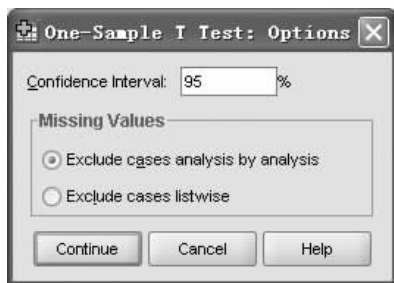 One-Sample T Test: Options
Confidence Interval: 95 %
Missing Values
Exclude cases analysis by analysis
Exclude cases listwise
Continue Cancel Help